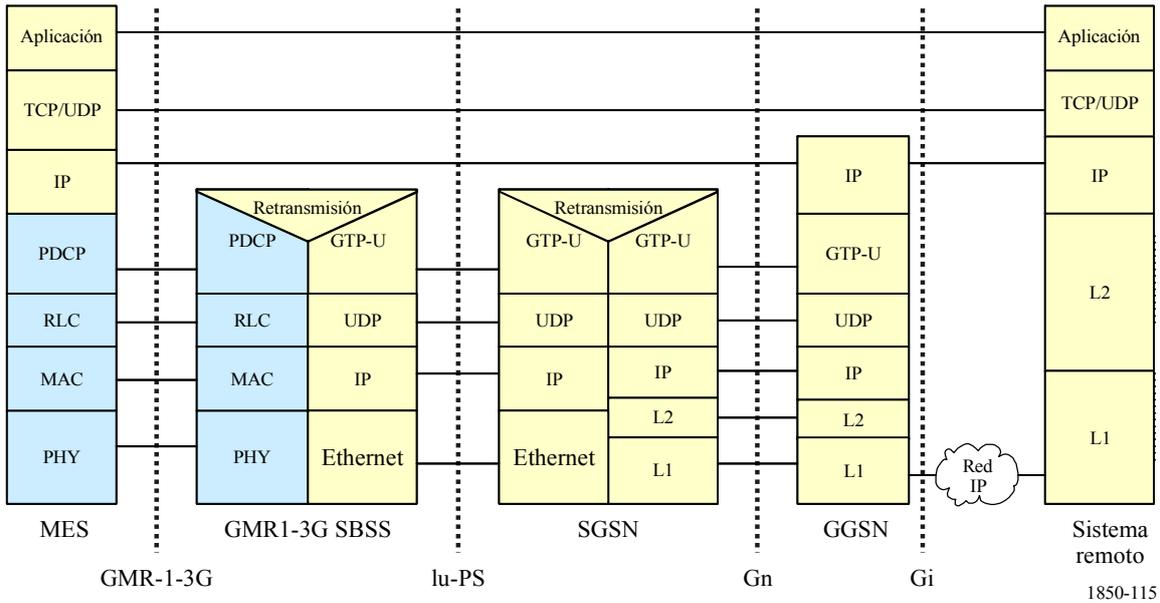 Aplicación
TCP/UDP
IP
PDCP
RLC
MAC
PHY
MES
GMR-1-3G
Retransmisión
PDCP
GTP-U
RLC
UDP
MAC
IP
PHY
Ethernet
GMR1-3G SBSS
lu-PS
Retransmisión
GTP-U
GTP-U
UDP
UDP
IP
IP
L2
Ethernet
L1
SGSN
Gn
IP
GTP-U
UDP
IP
L2
L1
GGSN
Gi
Red
IP
Aplicación
TCP/UDP
IP
L2
L1
Sistema
remoto
1850-115